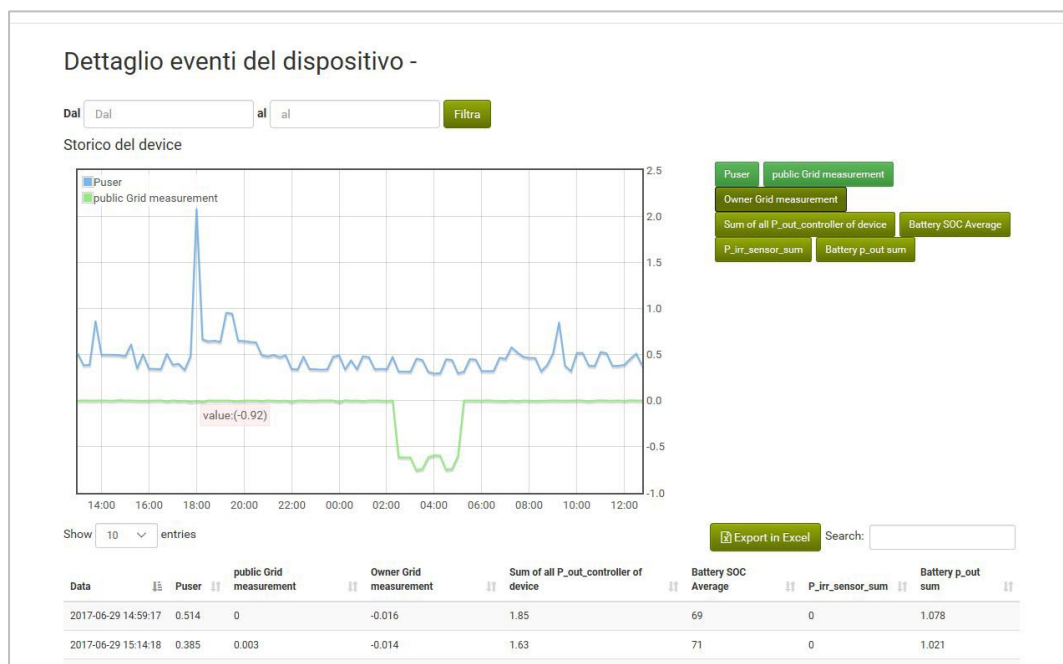 Dettaglio eventi del dispositivo -
Dal Dal al al Filtra
Storico del device
Puser
public Grid measurement
2.5
2.0
1.5
1.0
0.5
0.0
-0.5
-1.0
value:(-0.92)
14:00 16:00 18:00 20:00 22:00 00:00 02:00 04:00 06:00 08:00 10:00 12:00
Puser public Grid measurement
Owner Grid measurement
Sum of all P_out_controller of device Battery SOC Average
P_irr_sensor_sum Battery p_out sum
Show 10 entries
Export in Excel Search:
Data Puser public Grid measurement Owner Grid measurement Sum of all P_out_controller of device Battery SOC Average P_irr_sensor_sum Battery p_out sum
2017-06-29 14:59:17 0.514 0 -0.016 1.85 69 0 1.078
2017-06-29 15:14:18 0.385 0.003 -0.014 1.63 71 0 1.021